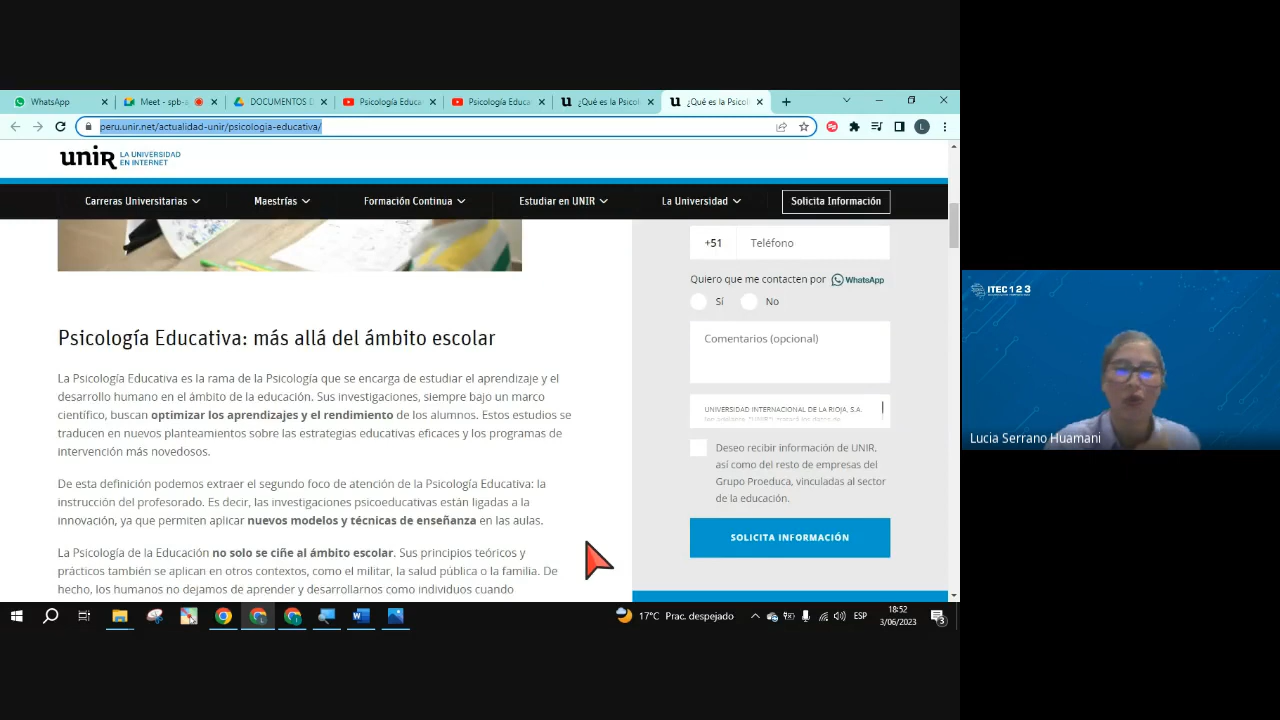 WhatsApp
Meet - spb-s
DOCUMENTOS E
Psicología Educa
Psicología Educa
¿Qué es la Psicol
¿Qué es la Psicol
peru.unir.net/actualidad-unir/psicologia-educativa/
L
unir LA UNIVERSIDAD
EN INTERNET
Carreras Universitarias
Maestrías
Formación Continua
Estudiar en UNIR
La Universidad
Solicita Información
+51 Teléfono
Quiero que me contacten por WhatsApp
Sí No
Comentarios (opcional)
UNIVERSIDAD INTERNACIONAL DE LA RIOJA, S.A.
Deseo recibir información de UNIR,
así como del resto de empresas del
Grupo Proeduca, vinculadas al sector
de la educación.
SOLICITA INFORMACIÓN
Psicología Educativa: más allá del ámbito escolar
La Psicología Educativa es la rama de la Psicología que se encarga de estudiar el aprendizaje y el
desarrollo humano en el ámbito de la educación. Sus investigaciones, siempre bajo un marco
científico, buscan optimizar los aprendizajes y el rendimiento de los alumnos. Estos estudios se
traducen en nuevos planteamientos sobre las estrategias educativas eficaces y los programas de
intervención más novedosos.
De esta definición podemos extraer el segundo foco de atención de la Psicología Educativa: la
instrucción del profesorado. Es decir, las investigaciones psicoeducativas están ligadas a la
innovación, ya que permiten aplicar nuevos modelos y técnicas de enseñanza en las aulas.
La Psicología de la Educación no solo se ciñe al ámbito escolar. Sus principios teóricos y
prácticos también se aplican en otros contextos, como el militar, la salud pública o la familia. De
hecho, los humanos no dejamos de aprender y desarrollarnos como individuos cuando
17°C Prac. despejado
ESP
18:52
3/06/2023
3
ITEC 1 2 3
Lucia Serrano Huamani